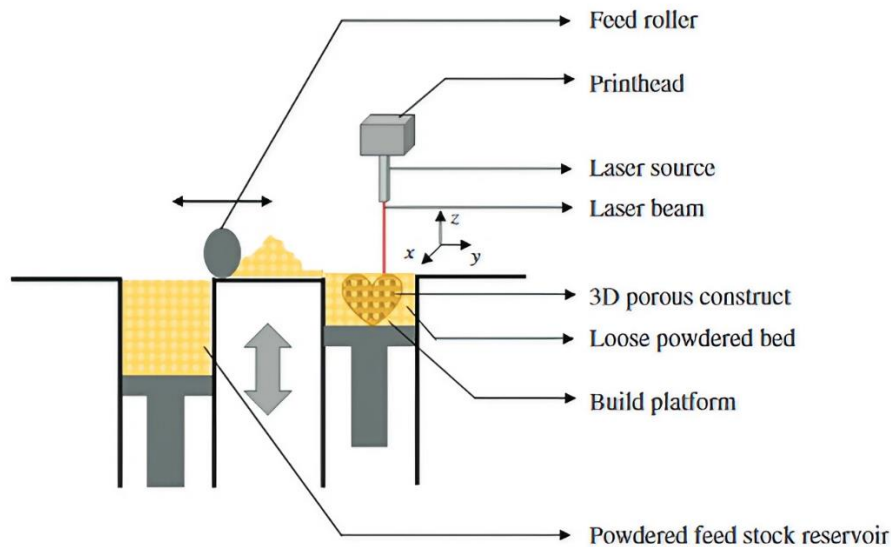 Feed roller
Printhead
Laser source
Laser beam
z
x
y
3D porous construct
Loose powdered bed
Build platform
Powdered feed stock reservoir